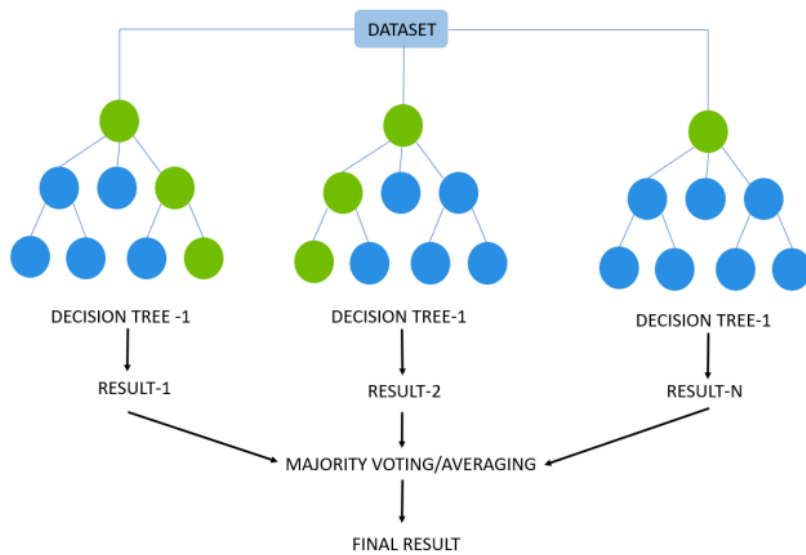 DATASET
DECISION TREE -1
DECISION TREE-1
DECISION TREE-1
RESULT-1
RESULT-2
RESULT-N
MAJORITY VOTING/AVERAGING
FINAL RESULT